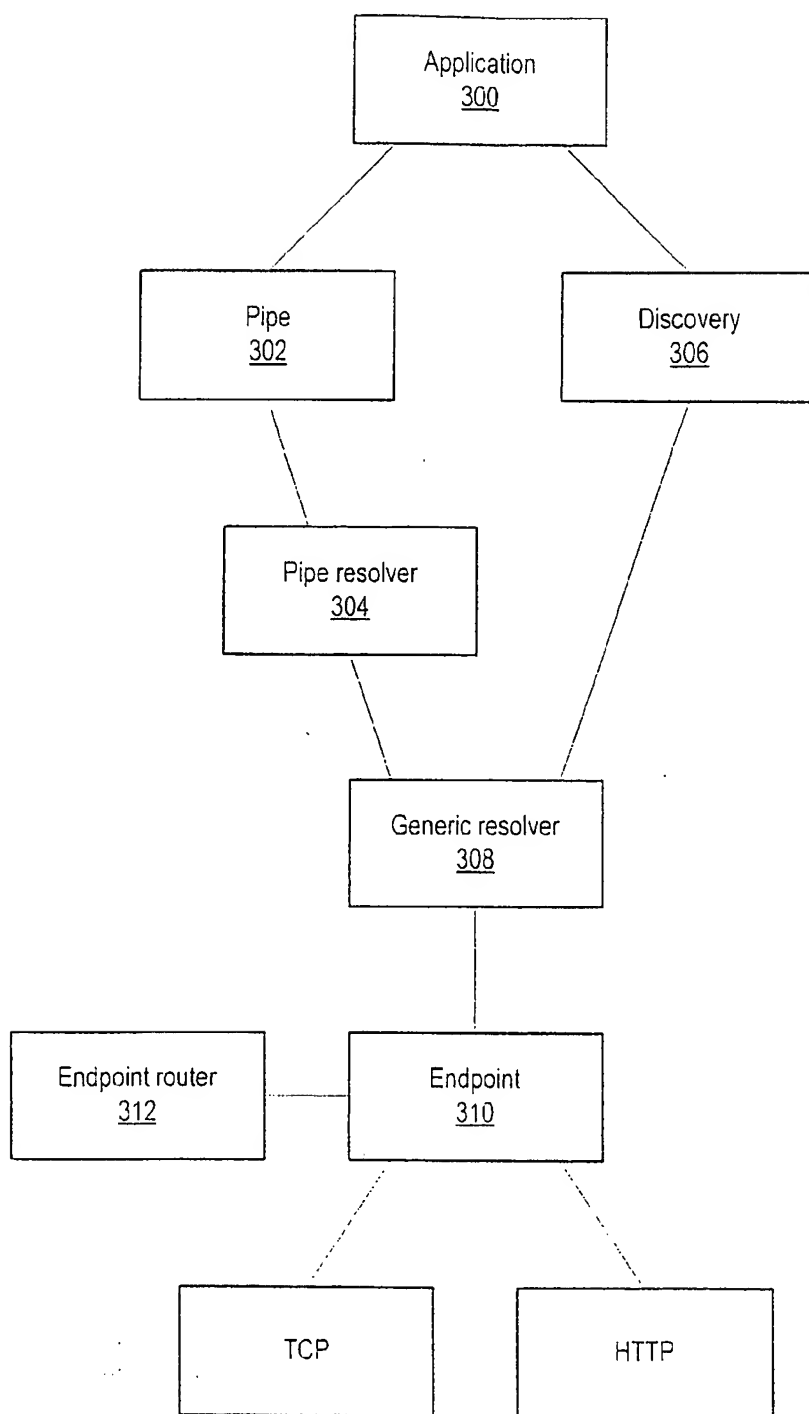 Application
300
Pipe
302
Discovery
306
Pipe resolver
304
Generic resolver
308
Endpoint router
312
Endpoint
310
TCP
HTTP